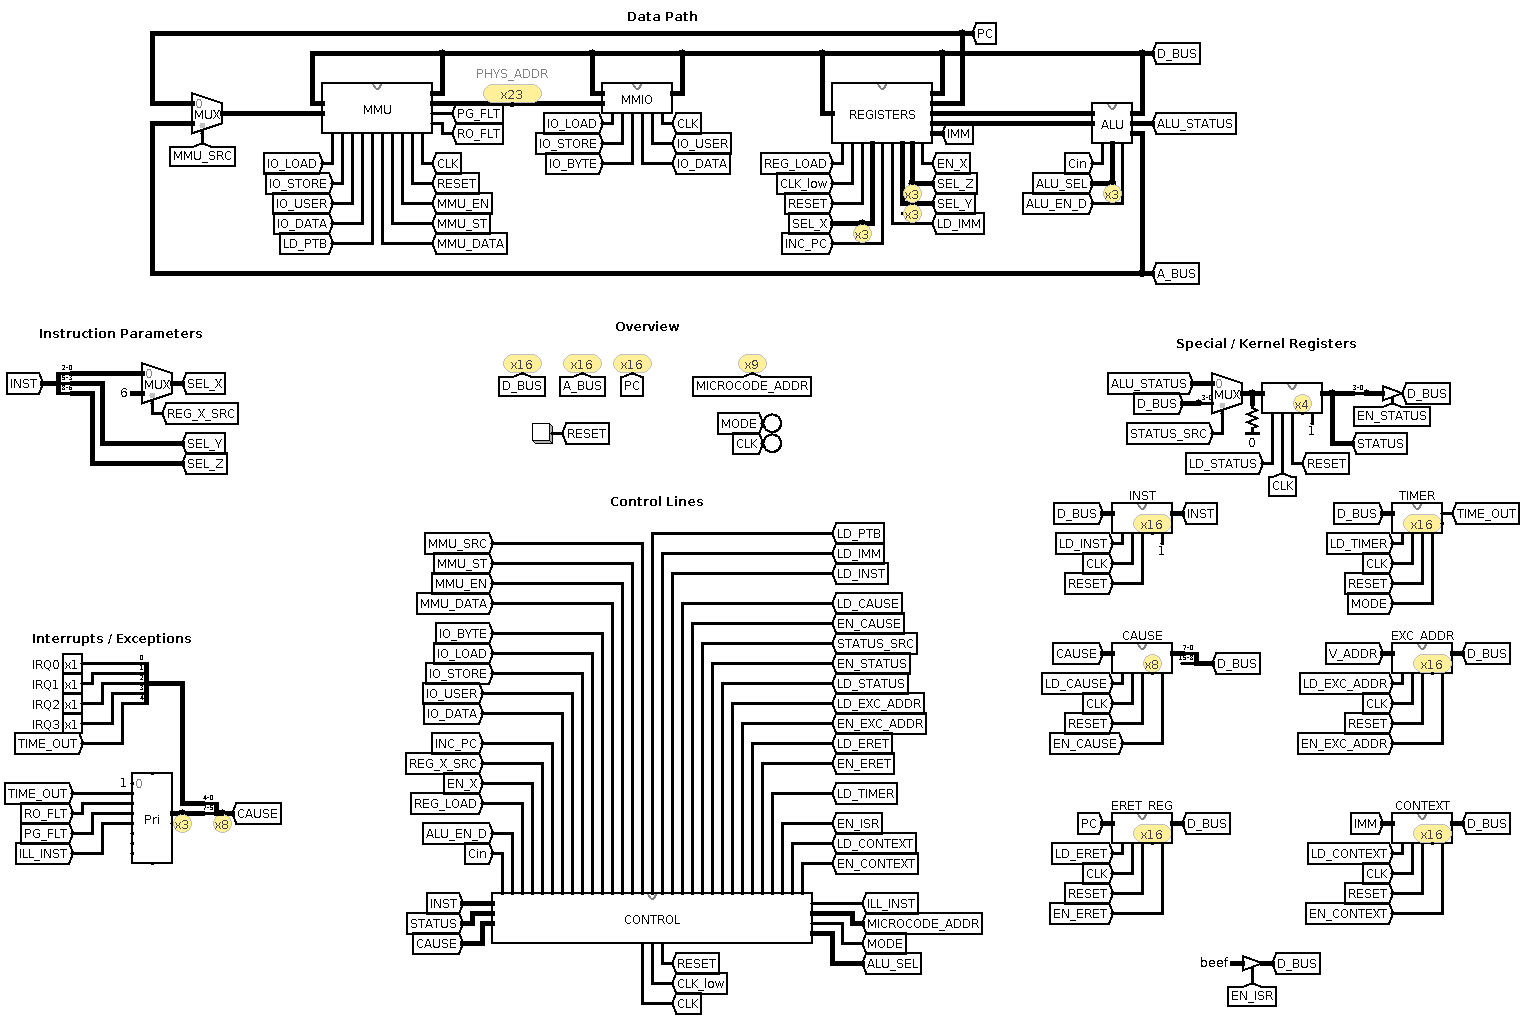 Data Path
PC
D_BUS
PHYS_ADDR
x23
0
MUX
MMU_SRC
MMU
PG_FLT
RO_FLT
IO_LOAD
IO_STORE
IO_USER
IO_DATA
LD_PTB
CLK
RESET
MMU_EN
MMU_ST
MMU_DATA
MMIO
IO_LOAD
IO_STORE
IO_BYTE
CLK
IO_USER
IO_DATA
REGISTERS
IMM
REG_LOAD
CLK_low
RESET
SEL_X
INC_PC
x3
x3
x3
EN_X
SEL_Z
SEL_Y
LD_IMM
ALU
ALU_STATUS
Cin
ALU_SEL
ALU_EN_D
x3
A_BUS
Instruction Parameters
INST
2-0
5-3
8-6
0
MUX
6
SEL_X
REG_X_SRC
SEL_Y
SEL_Z
Overview
x16
x16
x16
x9
D_BUS
A_BUS
PC
MICROCODE_ADDR
RESET
MODE
CLK
Special / Kernel Registers
ALU_STATUS
D_BUS
3-0
0
MUX
STATUS_SRC
0
x4
1
3-0
D_BUS
EN_STATUS
STATUS
LD_STATUS
RESET
CLK
INST
D_BUS
x16
INST
LD_INST
1
CLK
RESET
TIMER
D_BUS
x16
TIME_OUT
LD_TIMER
CLK
RESET
MODE
CAUSE
CAUSE
x8
7-0
15-8
D_BUS
LD_CAUSE
CLK
RESET
EN_CAUSE
EXC_ADDR
V_ADDR
x16
D_BUS
LD_EXC_ADDR
CLK
RESET
EN_EXC_ADDR
ERET_REG
PC
x16
D_BUS
LD_ERET
CLK
RESET
EN_ERET
CONTEXT
IMM
x16
D_BUS
LD_CONTEXT
CLK
RESET
EN_CONTEXT
beef
D_BUS
EN_ISR
Control Lines
MMU_SRC
MMU_ST
MMU_EN
MMU_DATA
IO_BYTE
IO_LOAD
IO_STORE
IO_USER
IO_DATA
INC_PC
REG_X_SRC
EN_X
REG_LOAD
ALU_EN_D
Cin
INST
STATUS
CAUSE
LD_PTB
LD_IMM
LD_INST
LD_CAUSE
EN_CAUSE
STATUS_SRC
EN_STATUS
LD_STATUS
LD_EXC_ADDR
EN_EXC_ADDR
LD_ERET
EN_ERET
LD_TIMER
EN_ISR
LD_CONTEXT
EN_CONTEXT
CONTROL
ILL_INST
MICROCODE_ADDR
MODE
ALU_SEL
RESET
CLK_low
CLK
Interrupts / Exceptions
IRQ0 x1
IRQ1 x1
IRQ2 x1
IRQ3 x1
TIME_OUT
0
1
TIME_OUT
RO_FLT
PG_FLT
ILL_INST
1
0
Pri
x3
4-0
7-5
x8
CAUSE